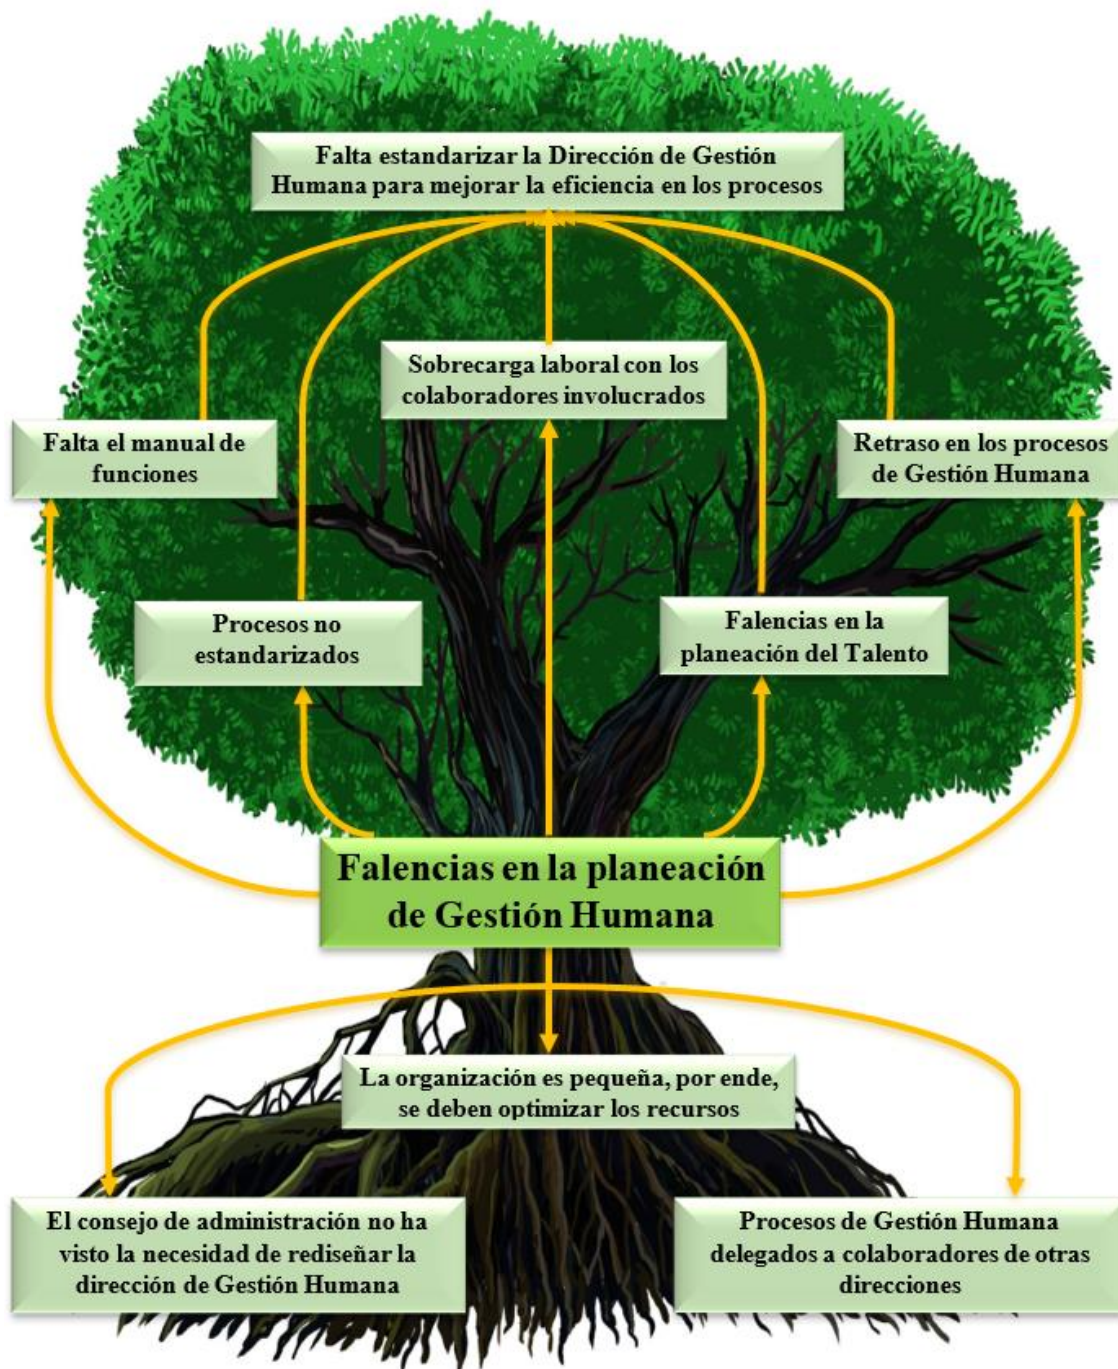 Falta estandarizar la Dirección de Gestión
Humana para mejorar la eficiencia en los procesos
Sobrecarga laboral con los
colaboradores involucrados
Falta el manual de
funciones
Retraso en los procesos
de Gestión Humana
Procesos no
estandarizados
Falencias en la
planeación del Talento
Falencias en la planeación
de Gestión Humana
La organización es pequeña, por ende,
se deben optimizar los recursos
El consejo de administración no ha
visto la necesidad de rediseñar la
dirección de Gestión Humana
Procesos de Gestión Humana
delegados a colaboradores de otras
direcciones